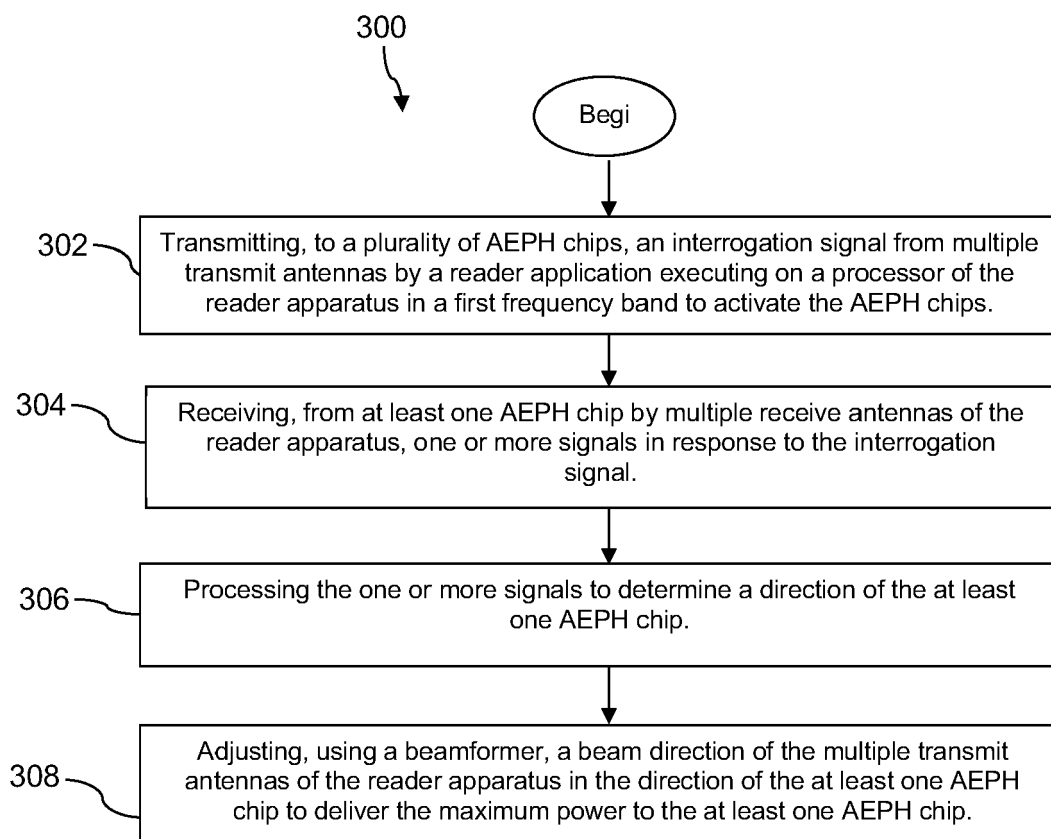 300
Begi
302
Transmitting, to a plurality of AEPH chips, an interrogation signal from multiple
transmit antennas by a reader application executing on a processor of the
reader apparatus in a first frequency band to activate the AEPH chips.
304
Receiving, from at least one AEPH chip by multiple receive antennas of the
reader apparatus, one or more signals in response to the interrogation
signal.
306
Processing the one or more signals to determine a direction of the at least
one AEPH chip.
308
Adjusting, using a beamformer, a beam direction of the multiple transmit
antennas of the reader apparatus in the direction of the at least one AEPH
chip to deliver the maximum power to the at least one AEPH chip.